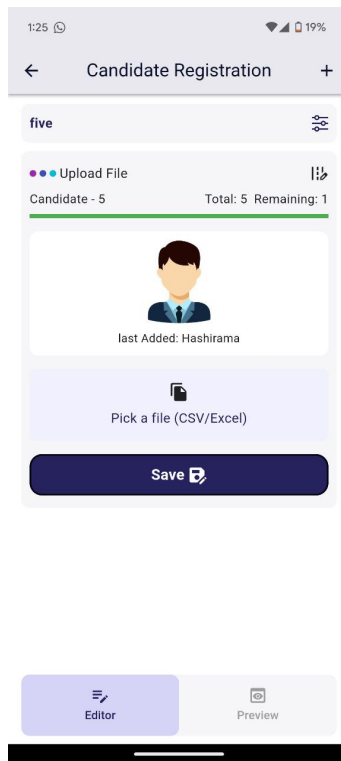 1:25 19%
Candidate Registration
five
Upload File
Candidate - 5 Total: 5 Remaining: 1
last Added: Hashirama
Pick a file (CSV/Excel)
Save
Editor Preview